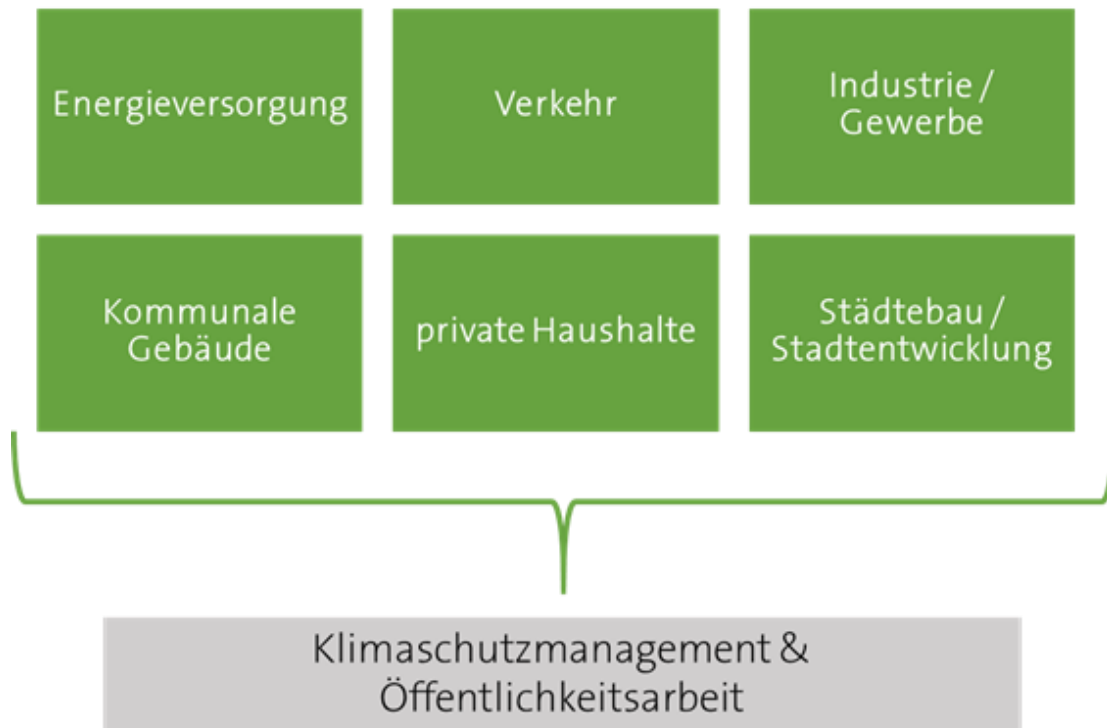 Energieversorgung
Verkehr
Industrie /
Gewerbe
Kommunale
Gebäude
private Haushalte
Städtebau /
Stadtentwicklung
Klimaschutzmanagement &
Öffentlichkeitsarbeit